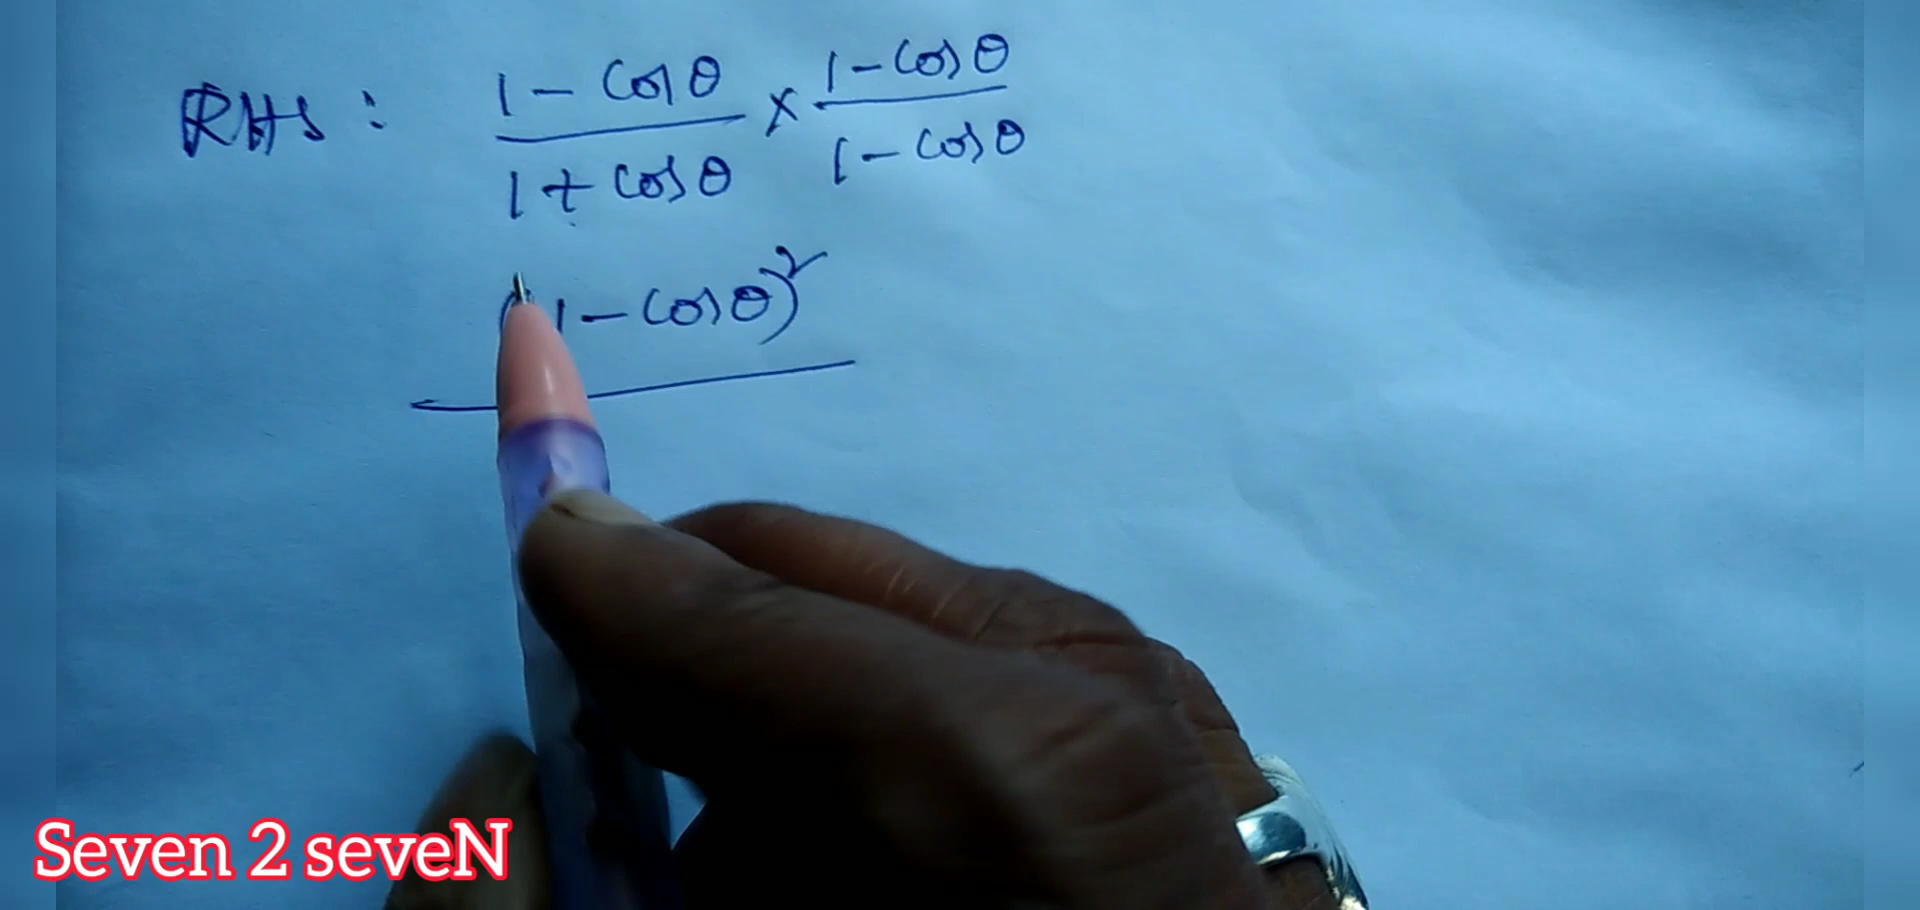 RHS : 1 - cosθ / 1 + cosθ × 1 - cosθ / 1 - cosθ
(1 - cosθ)²
Seven 2 seveN